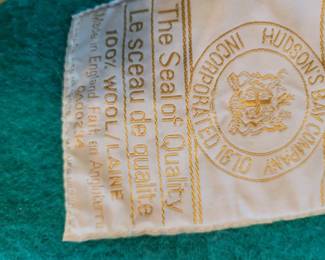 HUDSON'S BAY COMPANY
INCORPORATED 1670
The Seal of Quality
Le sceau de qualité
100% WOOL/LAINE
Made in England Fait en Angleterre